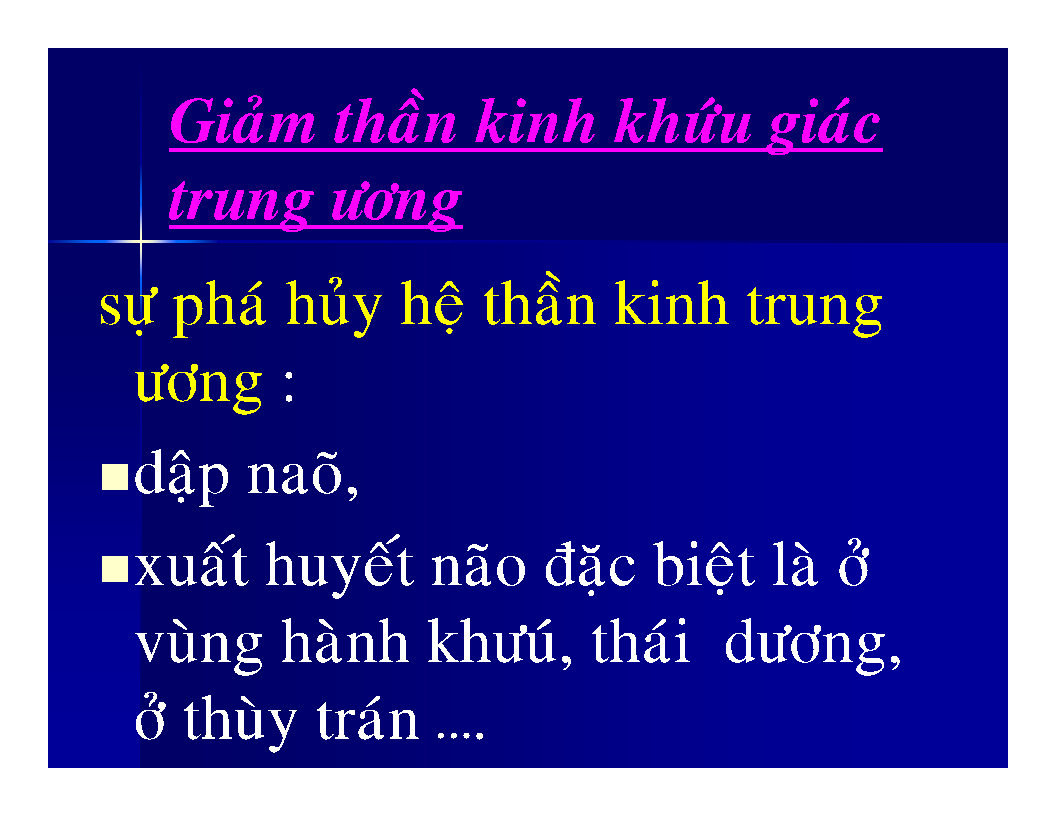 Giảm thần kinh khứu giác
trung ương
sự phá hủy hệ thần kinh trung
ương :
dập naõ,
xuất huyết não đặc biệt là ở
vùng hành khưú, thái dương,
ở thùy trán ....